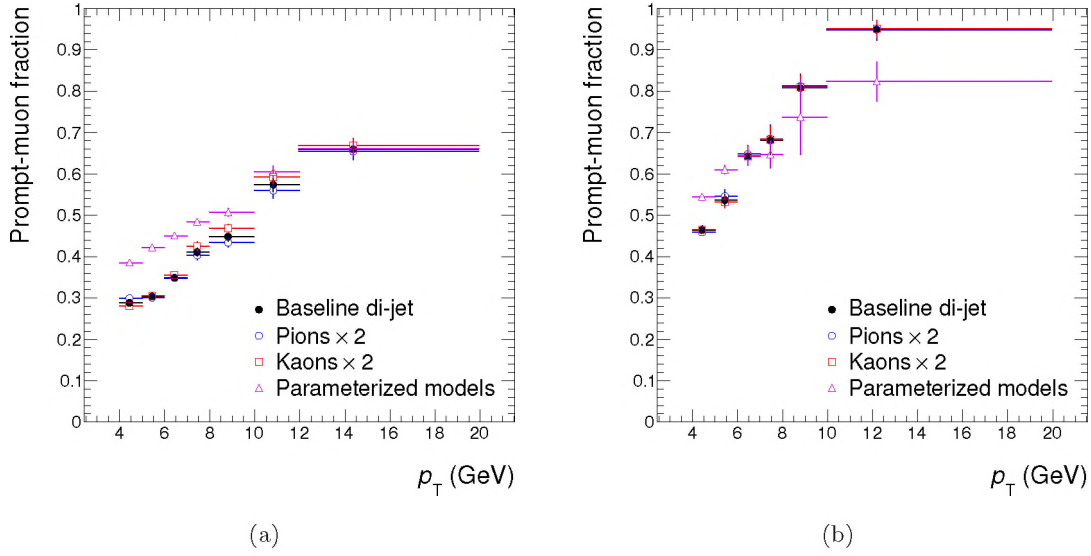 Prompt-muon fraction
1
0.9
0.8
0.7
0.6
0.5
0.4
0.3
0.2
0.1
0
Baseline di-jet
Pions × 2
Kaons × 2
Parameterized models
4 6 8 10 12 14 16 18 20
p_T (GeV)
(a)
Prompt-muon fraction
1
0.9
0.8
0.7
0.6
0.5
0.4
0.3
0.2
0.1
0
Baseline di-jet
Pions × 2
Kaons × 2
Parameterized models
4 6 8 10 12 14 16 18 20
p_T (GeV)
(b)